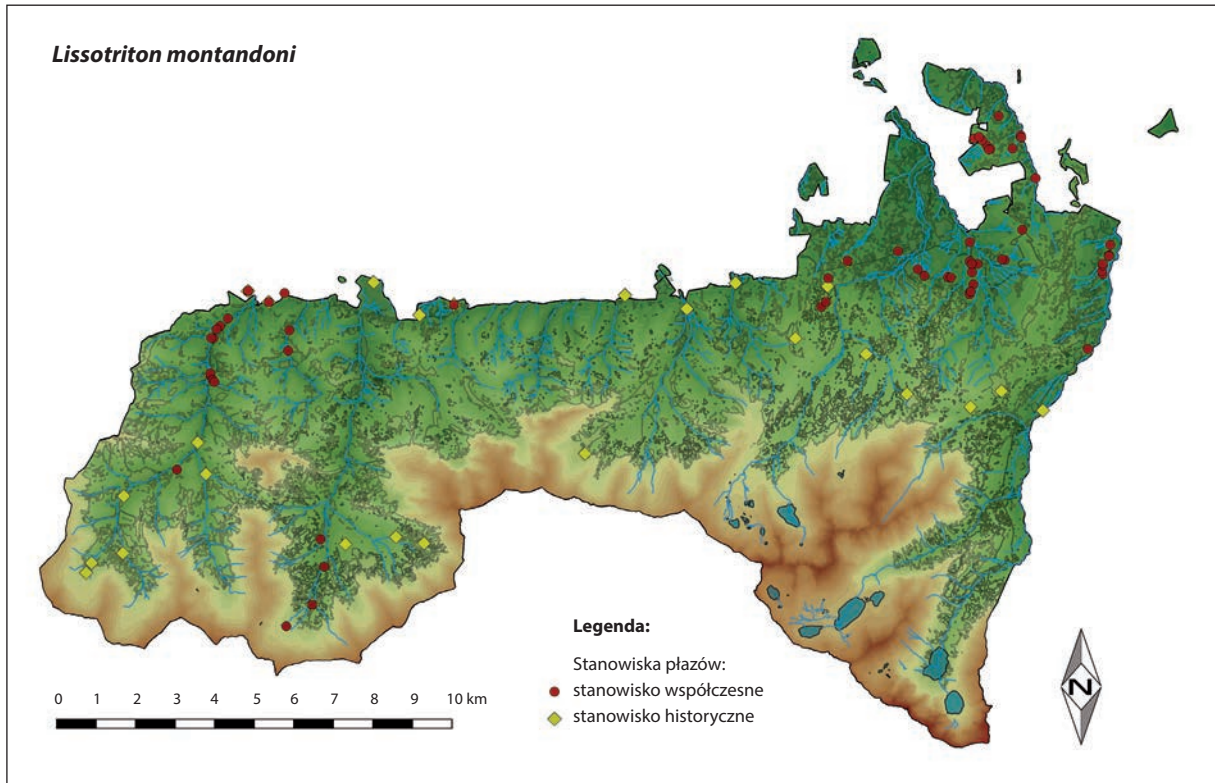 Lissotriton montandoni
Legenda:
Stanowiska płazów:
stanowisko współczesne
stanowisko historyczne
0 1 2 3 4 5 6 7 8 9 10 km
N